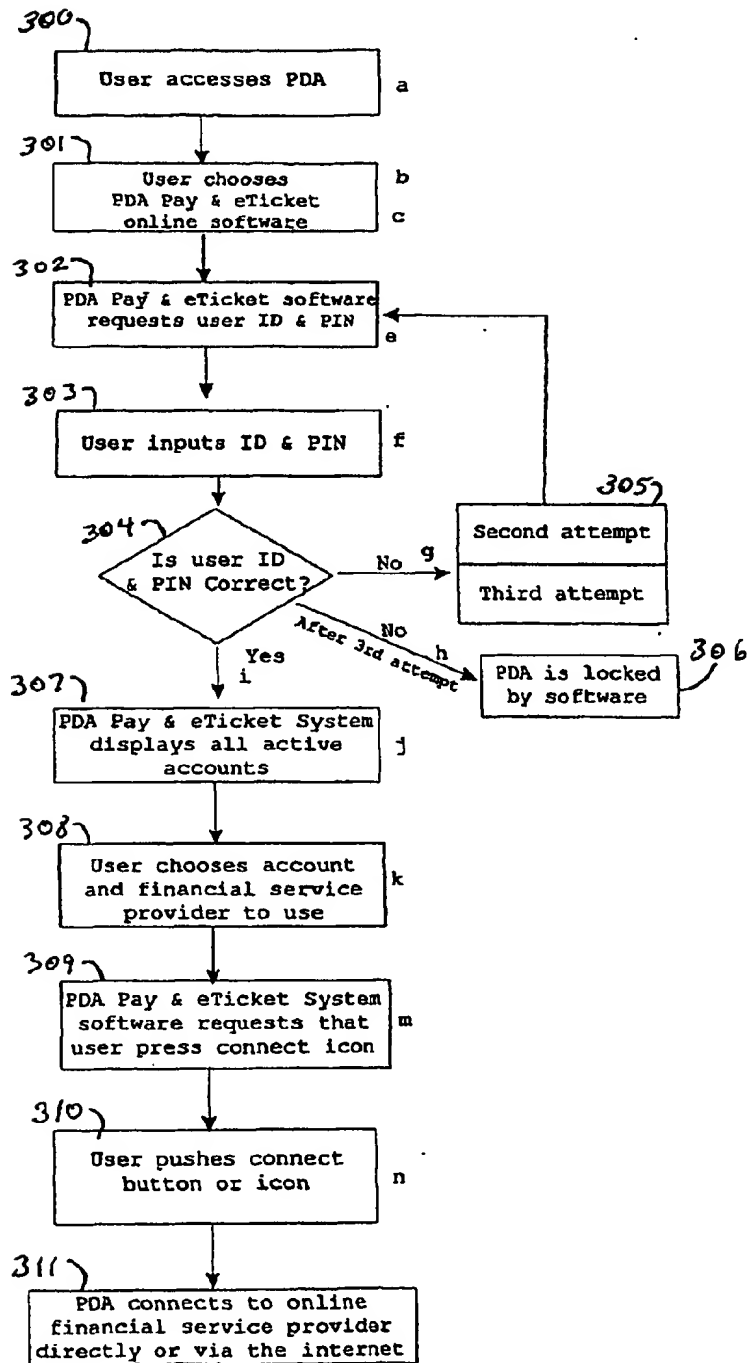 300
User accesses PDA
a
301
User chooses
PDA Pay & eTicket
online software
b
c
302
PDA Pay & eTicket software
requests user ID & PIN
e
303
User inputs ID & PIN
f
304
Is user ID
& PIN Correct?
No
g
305
Second attempt
Third attempt
No
h
After 3rd attempt
306
PDA is locked
by software
Yes
i
307
PDA Pay & eTicket System
displays all active
accounts
j
308
User chooses account
and financial service
provider to use
k
309
PDA Pay & eTicket System
software requests that
user press connect icon
m
310
User pushes connect
button or icon
n
311
PDA connects to online
financial service provider
directly or via the internet